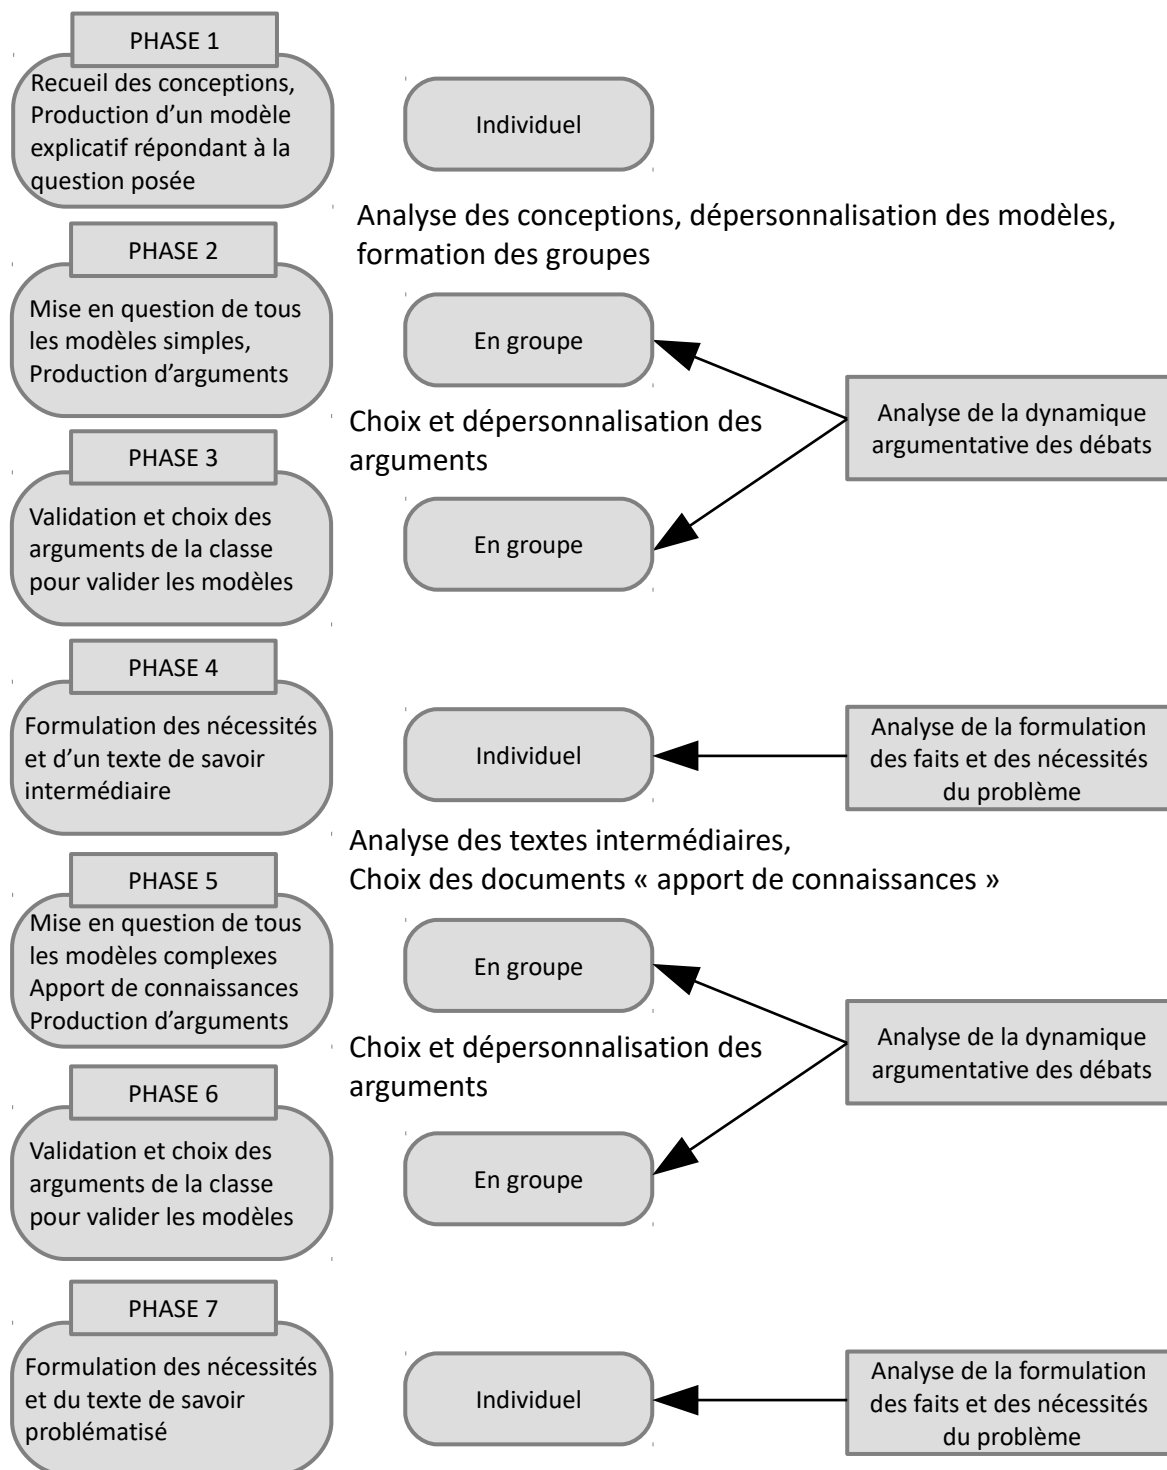 PHASE 1
Recueil des conceptions,
Production d’un modèle
explicatif répondant à la
question posée
Individuel
Analyse des conceptions, dépersonnalisation des modèles,
formation des groupes
PHASE 2
Mise en question de tous
les modèles simples,
Production d’arguments
En groupe
Choix et dépersonnalisation des
arguments
Analyse de la dynamique
argumentative des débats
PHASE 3
Validation et choix des
arguments de la classe
pour valider les modèles
En groupe
PHASE 4
Formulation des nécessités
et d’un texte de savoir
intermédiaire
Individuel
Analyse de la formulation
des faits et des nécessités
du problème
Analyse des textes intermédiaires,
Choix des documents « apport de connaissances »
PHASE 5
Mise en question de tous
les modèles complexes
Apport de connaissances
Production d’arguments
En groupe
Choix et dépersonnalisation des
arguments
Analyse de la dynamique
argumentative des débats
PHASE 6
Validation et choix des
arguments de la classe
pour valider les modèles
En groupe
PHASE 7
Formulation des nécessités
et du texte de savoir
problématisé
Individuel
Analyse de la formulation
des faits et des nécessités
du problème